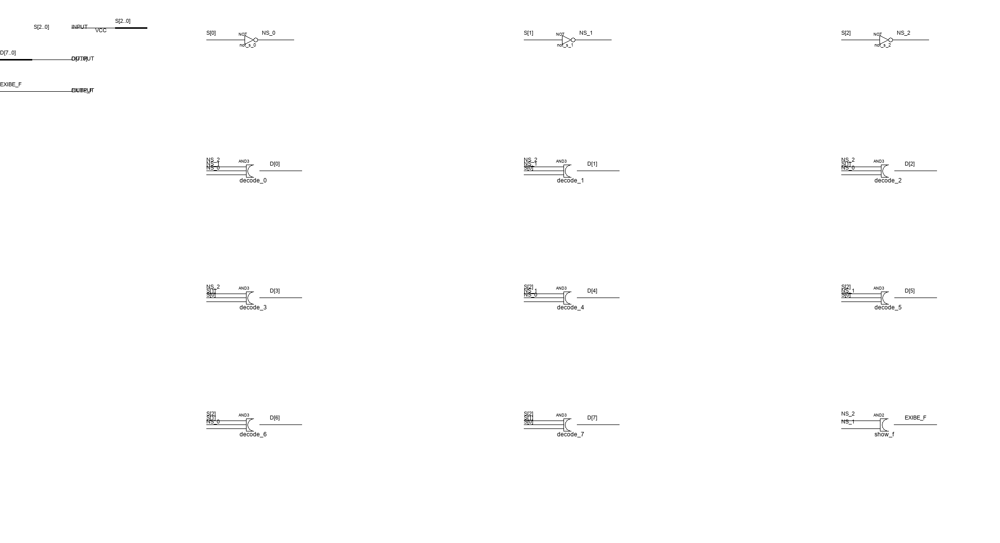 S[2..0]
S[2..0] INPUT VCC
S[0] NOT NS_0
not_s_0
S[1] NOT NS_1
not_s_1
S[2] NOT NS_2
not_s_2
D[7..0]
D[7..0] OUTPUT
EXIBE_F
EXIBE_F OUTPUT
NS_2 AND3 D[0]
NS_1
NS_0
decode_0
NS_2 AND3 D[1]
NS_1
S[0]
decode_1
NS_2 AND3 D[2]
S[1]
NS_0
decode_2
NS_2 AND3 D[3]
S[1]
S[0]
decode_3
S[2] AND3 D[4]
NS_1
NS_0
decode_4
S[2] AND3 D[5]
NS_1
S[0]
decode_5
S[2] AND3 D[6]
S[1]
NS_0
decode_6
S[2] AND3 D[7]
S[1]
S[0]
decode_7
NS_2 AND2 EXIBE_F
NS_1
show_f